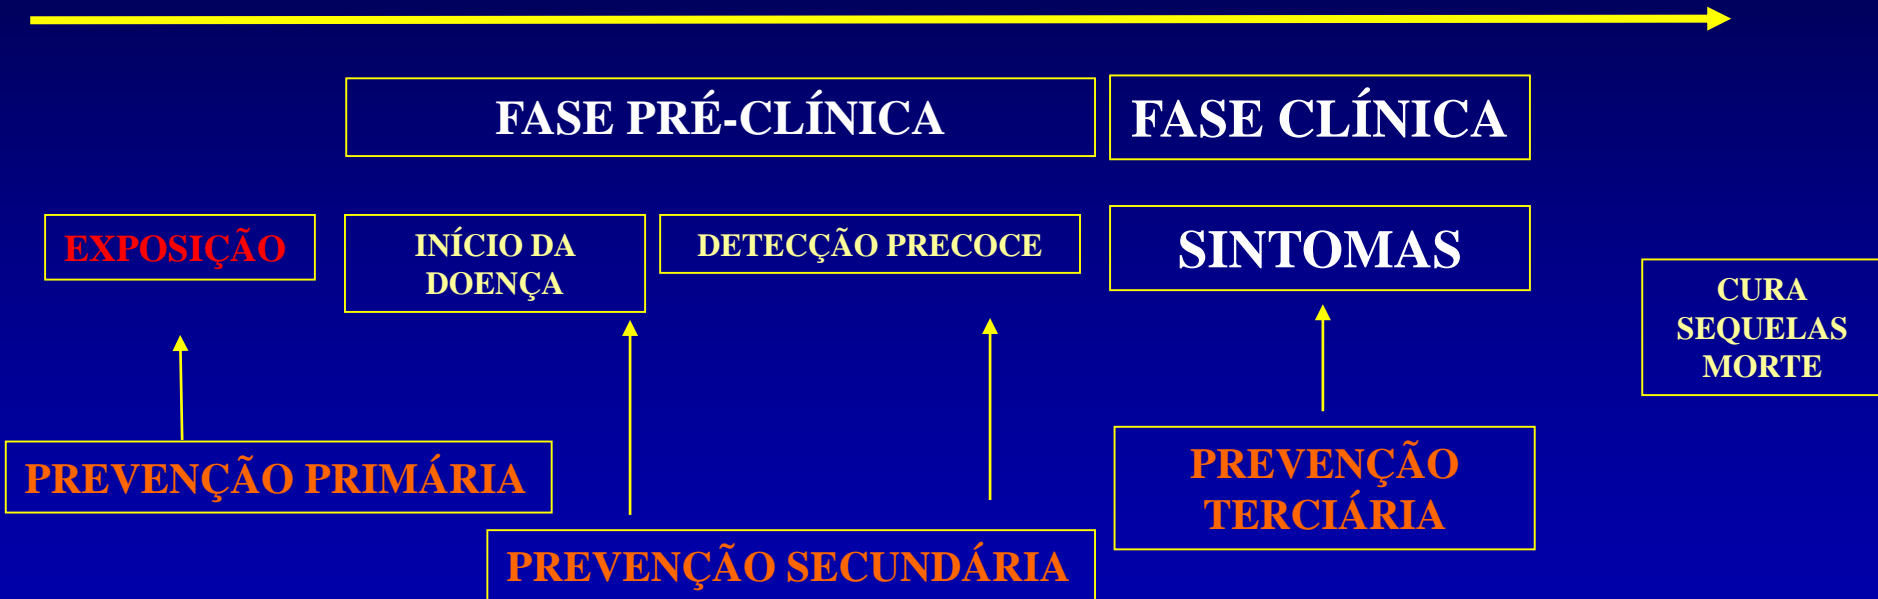 FASE PRÉ-CLÍNICA
FASE CLÍNICA
EXPOSIÇÃO
INÍCIO DA
DOENÇA
DETECÇÃO PRECOCE
SINTOMAS
CURA
SEQUELAS
MORTE
PREVENÇÃO PRIMÁRIA
PREVENÇÃO SECUNDÁRIA
PREVENÇÃO
TERCIÁRIA